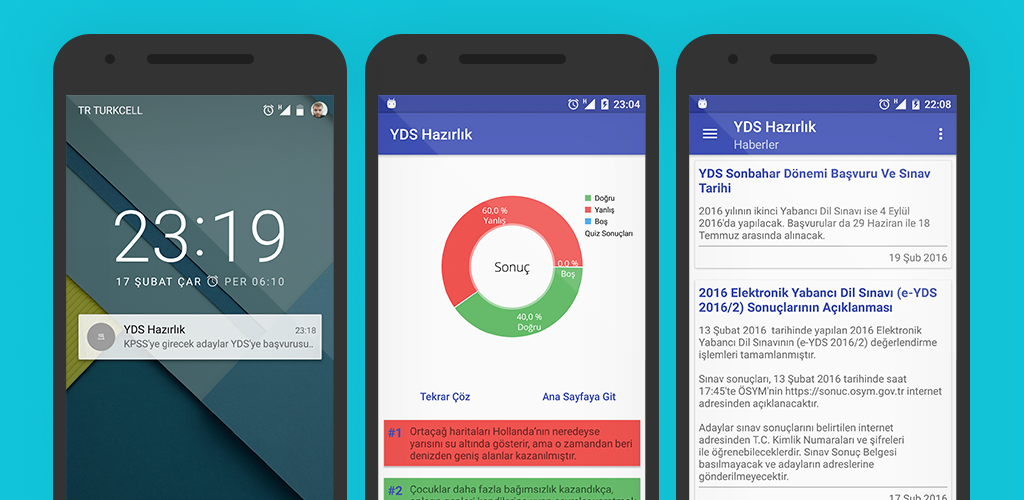 TR TURKCELL
23:19
17 ŞUBAT ÇAR PER 06:10
YDS Hazırlık
23:18
KPSS'ye girecek adaylar YDS'ye başvurusu..
H 23:04
YDS Hazırlık
60,0 %
Yanlış
Doğru
Yanlış
Boş
Quiz Sonuçları
Sonuç
0,0 %
Boş
40,0 %
Doğru
Tekrar Çöz
Ana Sayfaya Git
#1 Ortaçağ haritaları Hollanda'nın neredeyse
yarısını su altında gösterir, ama o zamandan beri
denizden geniş alanlar kazanılmıştır.
#2 Çocuklar daha fazla bağımsızlık kazandıkça,
H 22:08
YDS Hazırlık
Haberler
YDS Sonbahar Dönemi Başvuru Ve Sınav
Tarihi
2016 yılının ikinci Yabancı Dil Sınavı ise 4 Eylül
2016'da yapılacak. Başvurular da 29 Haziran ile 18
Temmuz arasında alınacak.
19 Şub 2016
2016 Elektronik Yabancı Dil Sınavı (e-YDS
2016/2) Sonuçlarının Açıklanması
13 Şubat 2016 tarihinde yapılan 2016 Elektronik
Yabancı Dil Sınavının (e-YDS 2016/2) değerlendirme
işlemleri tamamlanmıştır.
Sınav sonuçları, 13 Şubat 2016 tarihinde saat
17:45'te ÖSYM'nin https://sonuc.osym.gov.tr internet
adresinden açıklanacaktır.
Adaylar sınav sonuçlarını belirtilen internet
adresinden T.C. Kimlik Numaraları ve şifreleri
ile öğrenebileceklerdir. Sınav Sonuç Belgesi
basılmayacak ve adayların adreslerine
gönderilmeyecektir.
17 Şub 2016